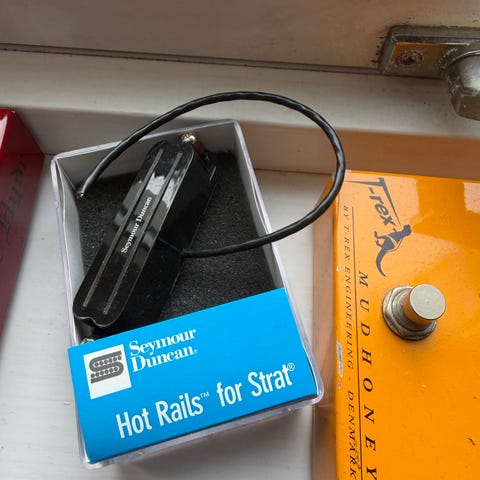 Seymour Duncan
Seymour
Duncan®
Hot Rails™ for Strat®
T-rex
BY T-REX ENGINEERING, DENMARK
MUDHONEY